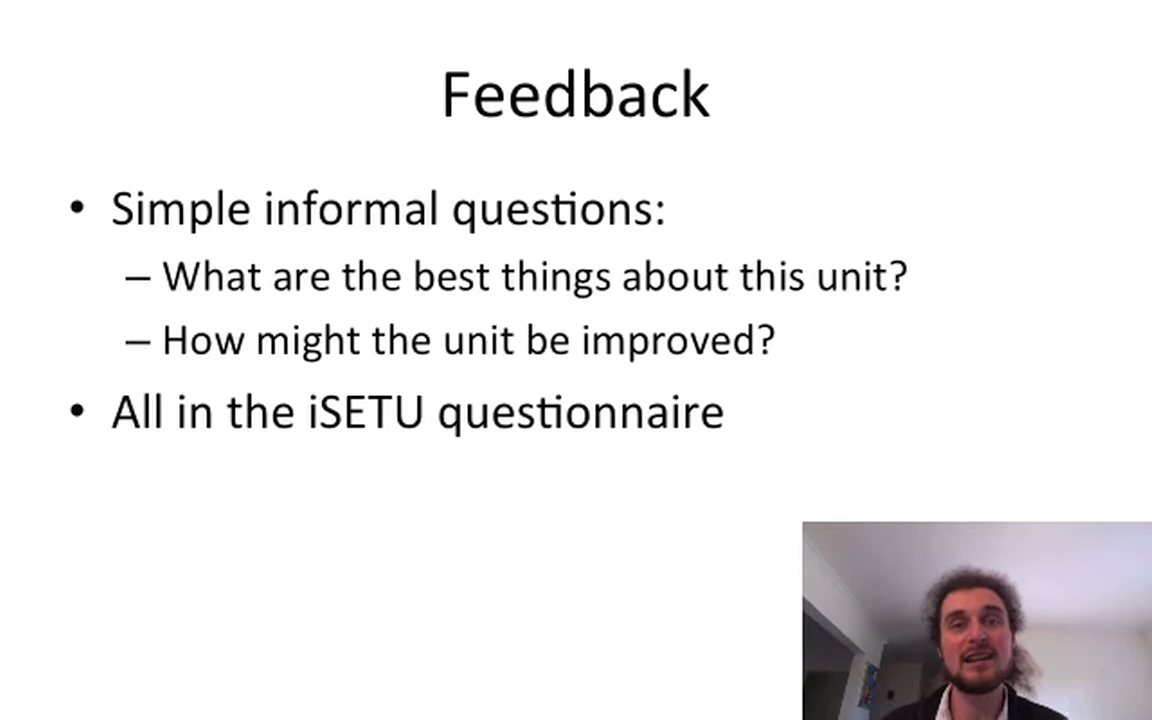 Feedback
• Simple informal questions:
– What are the best things about this unit?
– How might the unit be improved?
• All in the iSETU questionnaire